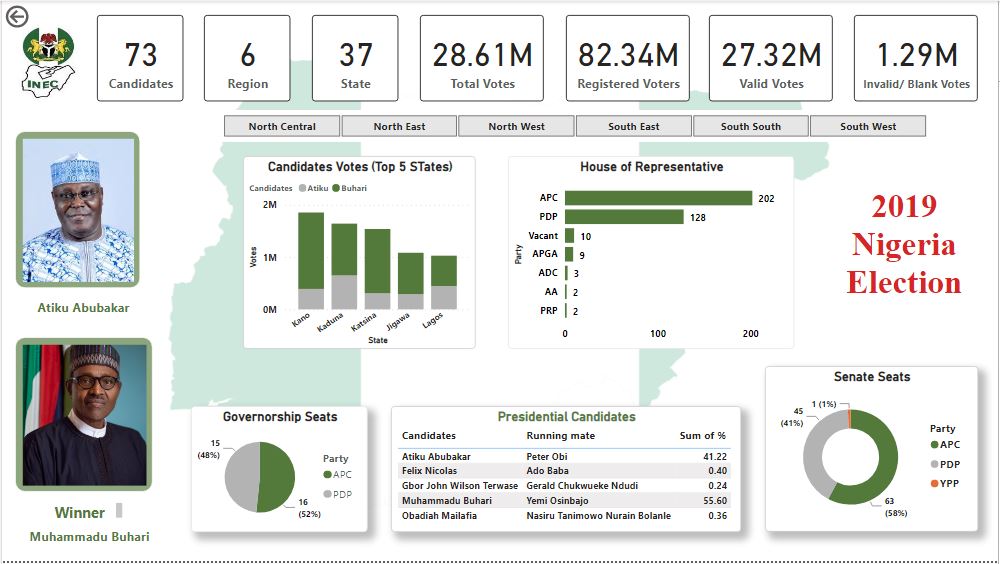 INEC
73
Candidates
6
Region
37
State
28.61M
Total Votes
82.34M
Registered Voters
27.32M
Valid Votes
1.29M
Invalid/ Blank Votes
North Central
North East
North West
South East
South South
South West
Atiku Abubakar
Winner
Muhammadu Buhari
Candidates Votes (Top 5 STates)
Candidates Atiku Buhari
2M
1M
0M
Votes
Kano
Kaduna
Katsina
Jigawa
Lagos
State
House of Representative
Party
APC 202
PDP 128
Vacant 10
APGA 9
ADC 3
AA 2
PRP 2
0 100 200
2019
Nigeria
Election
Governorship Seats
15
(48%)
16
(52%)
Party
APC
PDP
Presidential Candidates
Candidates Running mate Sum of %
Atiku Abubakar Peter Obi 41.22
Felix Nicolas Ado Baba 0.40
Gbor John Wilson Terwase Gerald Chukwueke Ndudi 0.24
Muhammadu Buhari Yemi Osinbajo 55.60
Obadiah Mailafia Nasiru Tanimowo Nurain Bolanle 0.36
Senate Seats
1 (1%)
45
(41%)
63
(58%)
Party
APC
PDP
YPP